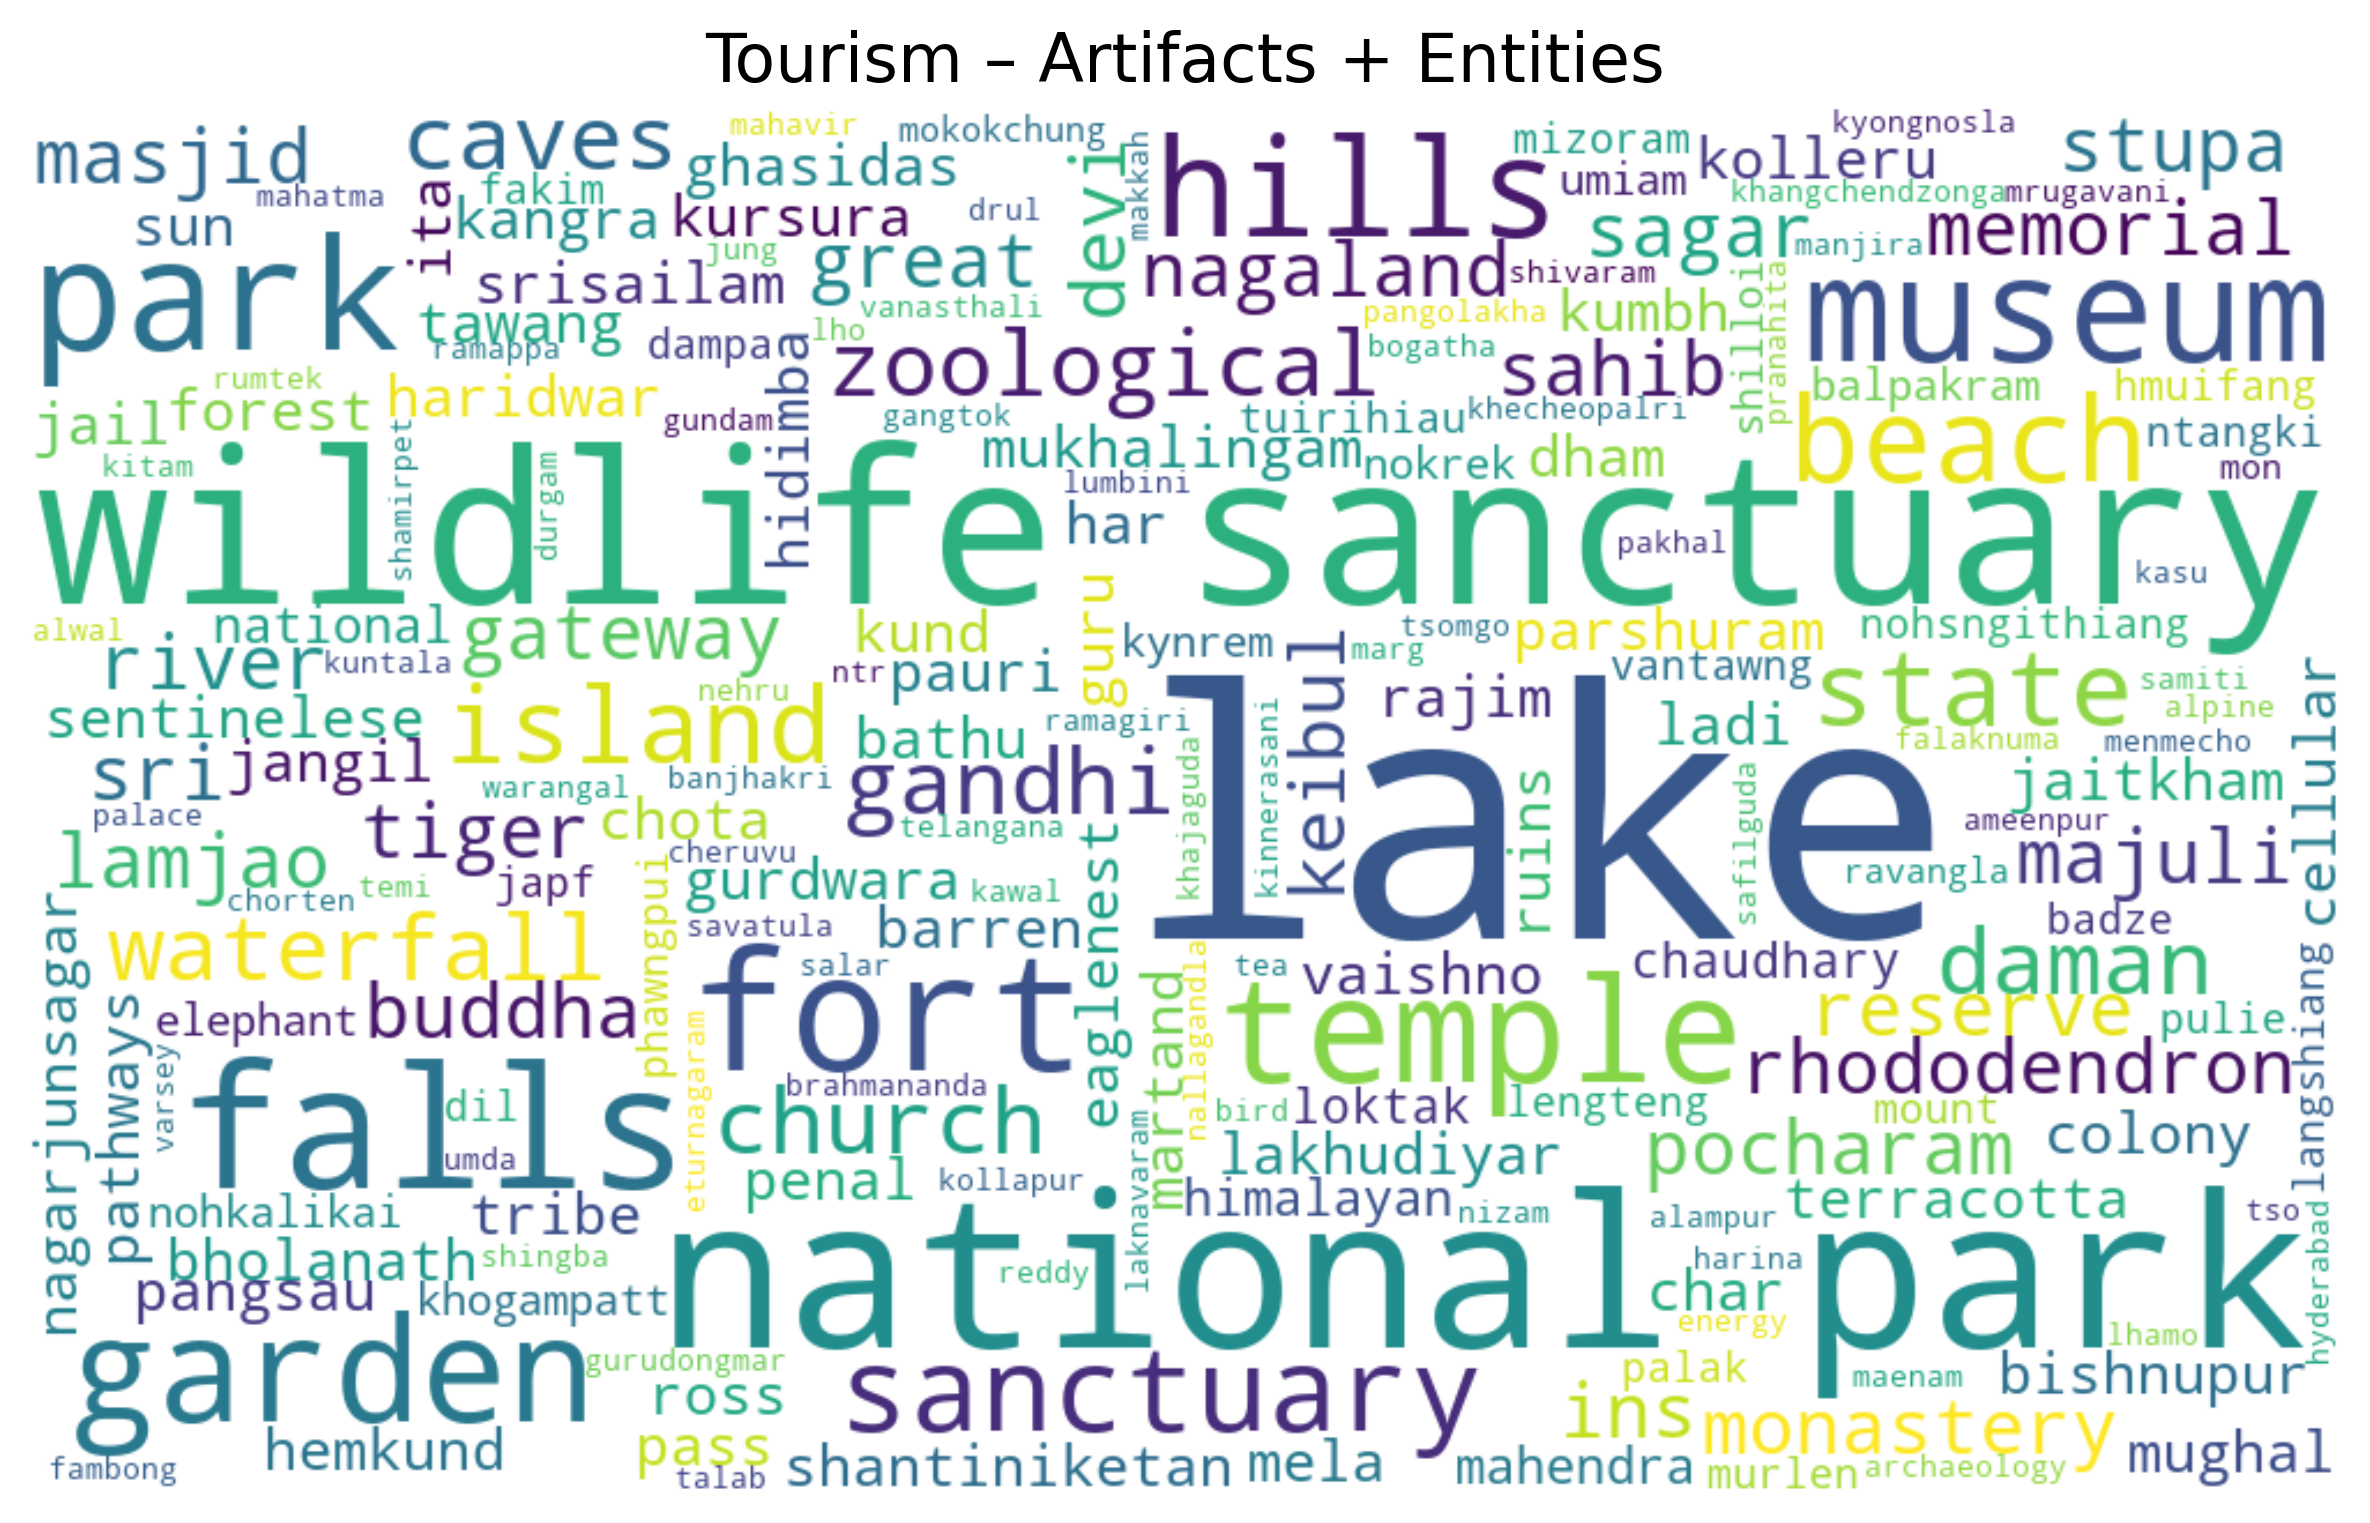 Tourism – Artifacts + Entities
masjid
caves
mahavir
mokokchung
makkah
hills
mizoram
kyongnosla
kolleru
stupa
mahatma
ita
fakim
ghasidas
devi
umiam
khangchendzonga
mrugavani
sun
kangra
kursura
drul
sagar
manjira
memorial
park
jung
great
nagaland
shivaram
srisailam
vanasthali
pangolakha
kumbh
shilloi
pranahita
museum
tawang
ramappa
dampa
lho
hidimba
zoological
bogatha
sahib
rumtek
haridwar
balpakram
hmuifang
jail
forest
gundam
gangtok
tuirihiau
khecheopalri
beach
ntangki
kitam
shamirpet
durgam
mukhalingam
nokrek
dham
mon
lumbini
wildlife sanctuary
har
pakhal
kasu
alwal
national
gateway
kund
guru
kynrem
tsomgo
marg
parshuram
nohsngithiang
river
kuntala
ntr
pauri
keibul
vantawng
state
samiti
alpine
cellular
sentinelese
island
nehru
bathu
ramagiri
rajim
ladi
falaknuma
menmecho
sri
jangil
warangal
banjhakri
gandhi
khajaguda
kinnerasani
lake
ruins
safilguda
jaitkham
palace
tiger
chota
telangana
ameenpur
lamjao
japf
phawngpui
cheruvu
gurdwara
kawal
eaglenest
ravangla
majuli
chorten
temi
savatula
barren
badze
nagarjunsagar
waterfall
fort
salar
martand
nallagandla
tea
vaishno
chaudhary
daman
langshiang
pathways
elephant
buddha
eturnagaram
temple
reserve
pulie
varsey
falls
dil
brahmananda
church
bird
loktak
lengteng
rhododendron
mount
umda
penal
kollapur
laknavaram
lakhudiyar
pocharam
colony
nohkalikai
tribe
himalayan
nizam
alampur
terracotta
tso
hyderabad
bholanath
shingba
national park
reddy
harina
pangsau
khogampatt
char
energy
lhamo
garden
gurudongmar
ross
sanctuary
palak
maenam
bishnupur
ins
monastery
hemkund
pass
fambong
talab
shantiniketan
mela
mahendra
murlen
archaeology
mughal